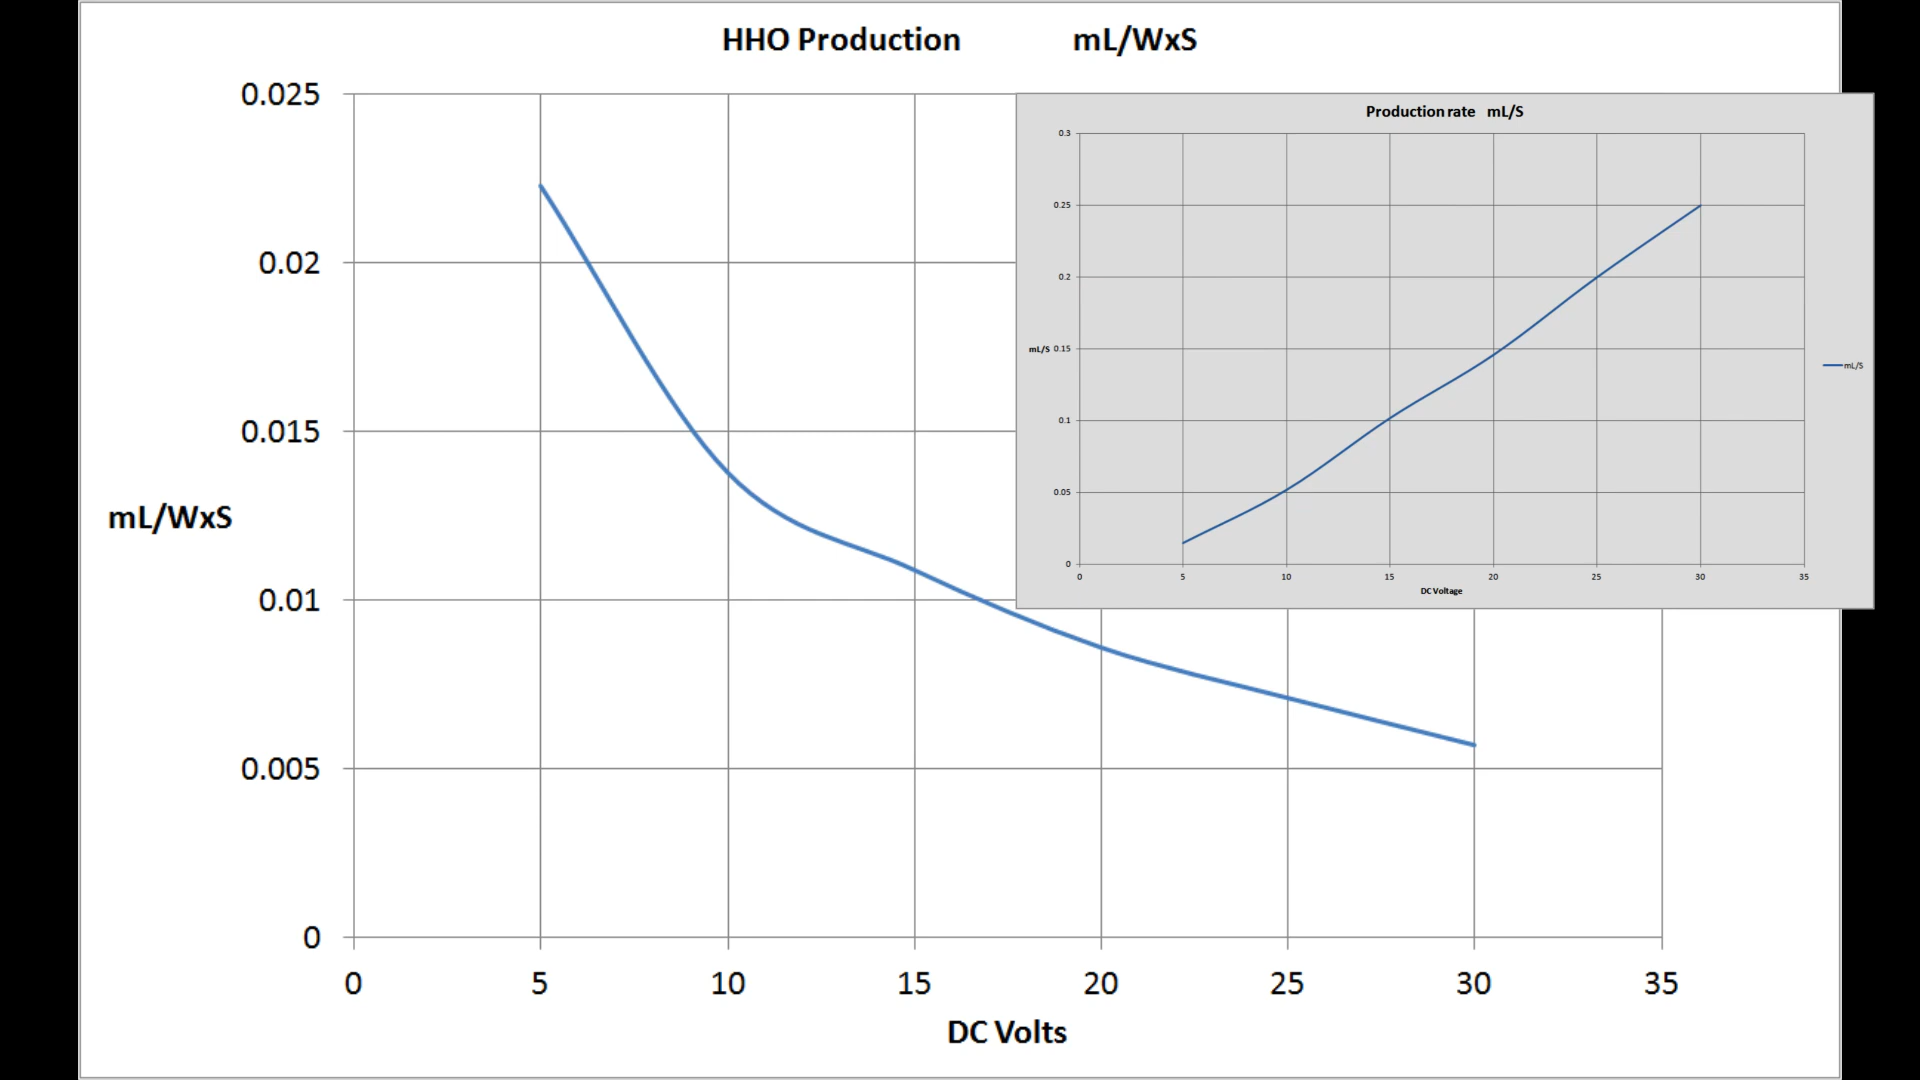 HHO Production mL/WxS
0.025
0.02
0.015
mL/WxS
0.01
0.005
0
0 5 10 15 20 25 30 35
DC Volts
Production rate mL/S
0.3
0.25
0.2
mL/S 0.15
0.1
0.05
0
0 5 10 15 20 25 30 35
DC Voltage
mL/S